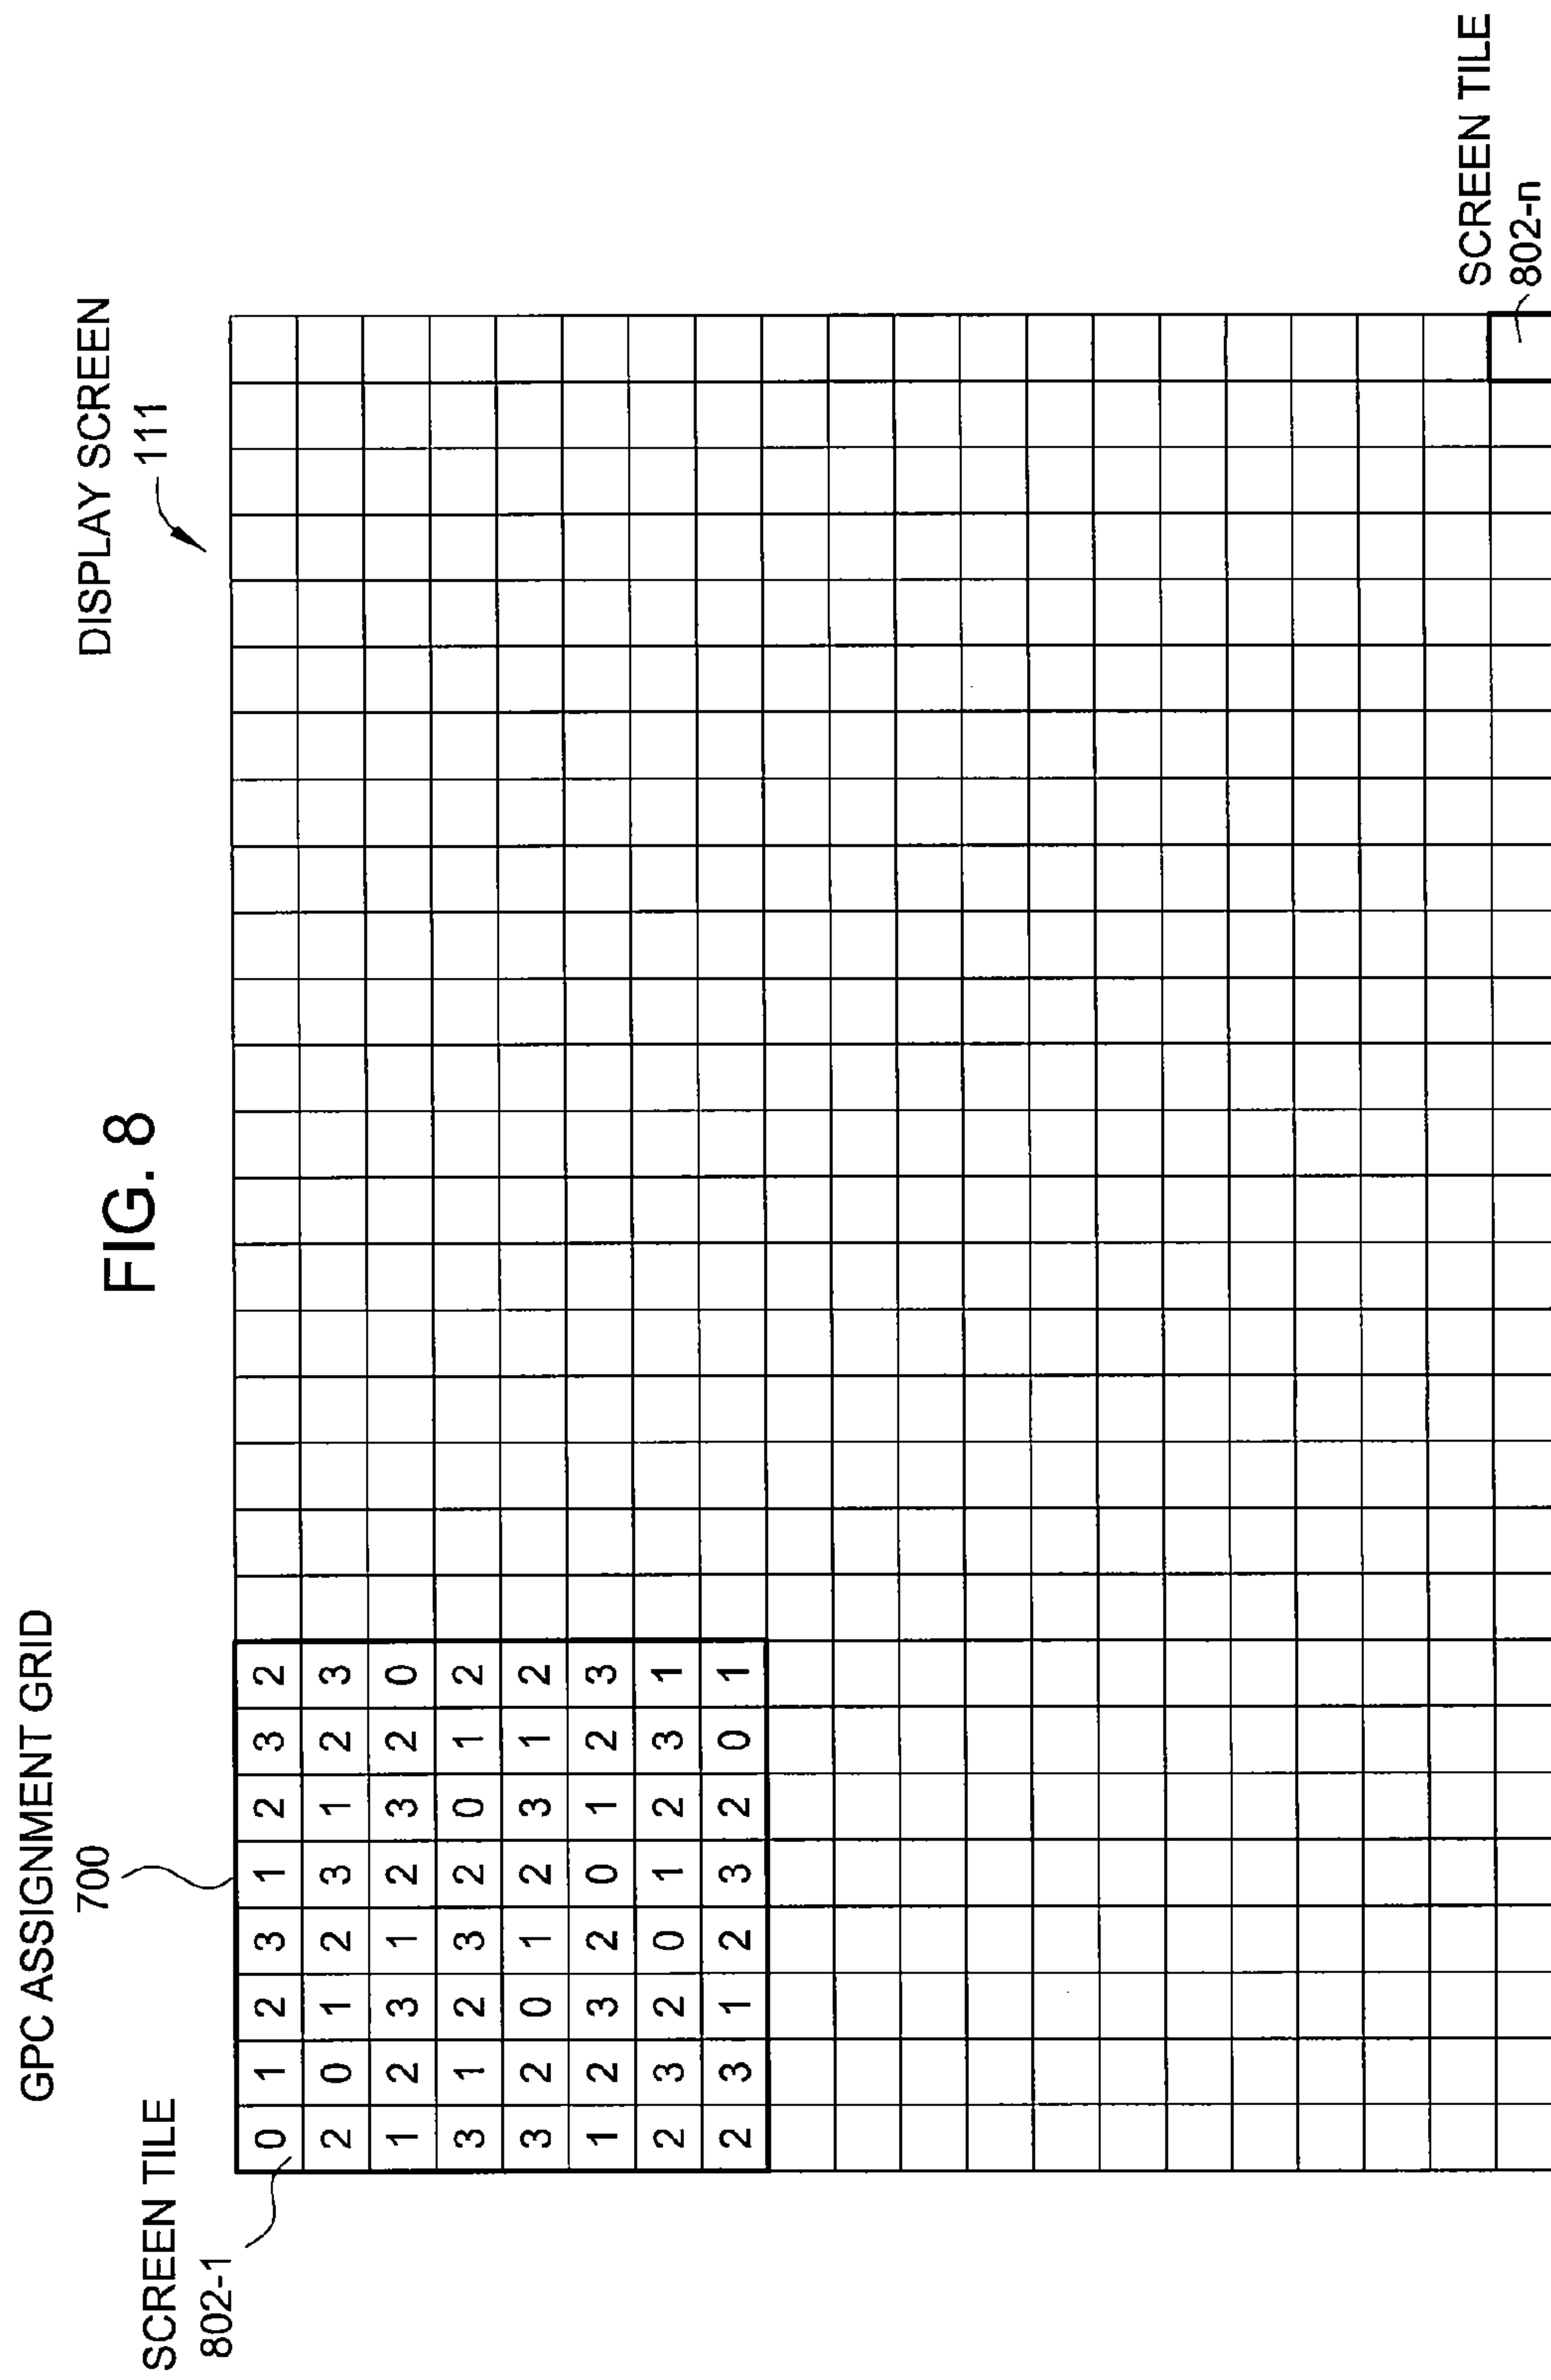 FIG. 8
GPC ASSIGNMENT GRID
700
DISPLAY SCREEN
111
SCREEN TILE
802-1
0 1 2 3 1 2 3 2
2 0 1 2 3 1 2 3
1 2 3 1 2 3 2 0
3 1 2 3 2 0 1 2
3 2 0 1 2 3 1 2
1 2 3 2 0 1 2 3
2 3 2 0 1 2 3 1
2 3 1 2 3 2 0 1
SCREEN TILE
802-n